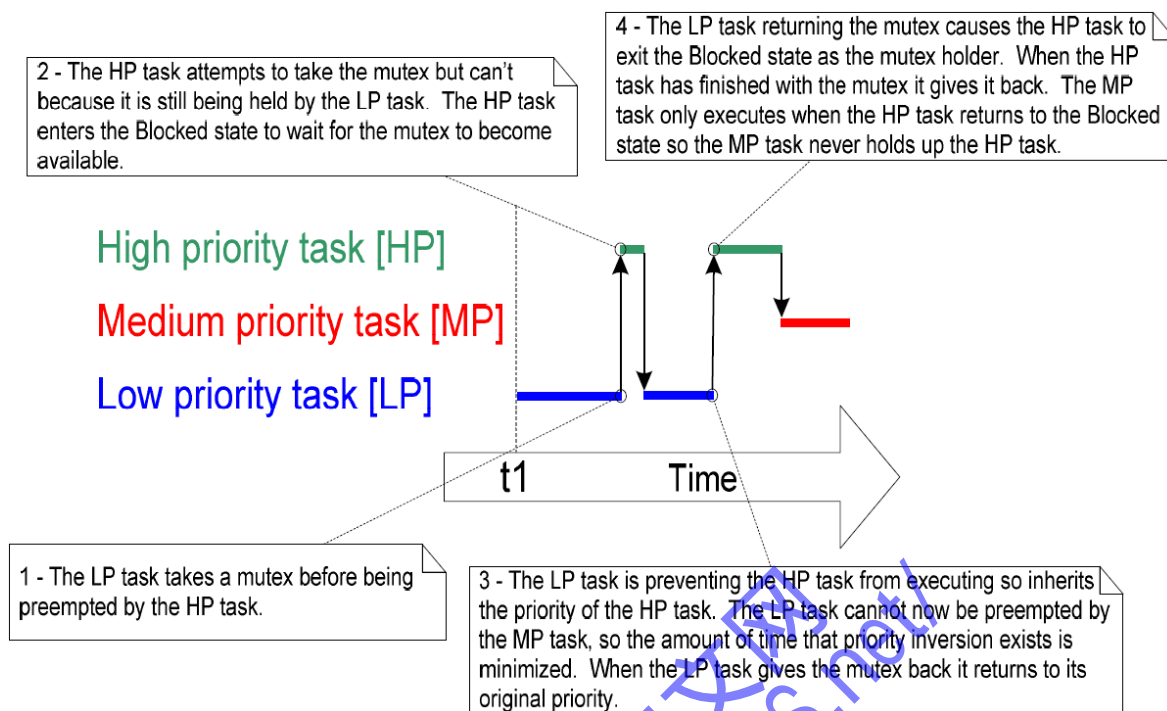 2 - The HP task attempts to take the mutex but can't
because it is still being held by the LP task. The HP task
enters the Blocked state to wait for the mutex to become
available.
4 - The LP task returning the mutex causes the HP task to
exit the Blocked state as the mutex holder. When the HP
task has finished with the mutex it gives it back. The MP
task only executes when the HP task returns to the Blocked
state so the MP task never holds up the HP task.
High priority task [HP]
Medium priority task [MP]
Low priority task [LP]
t1
Time
1 - The LP task takes a mutex before being
preempted by the HP task.
3 - The LP task is preventing the HP task from executing so inherits
the priority of the HP task. The LP task cannot now be preempted by
the MP task, so the amount of time that priority inversion exists is
minimized. When the LP task gives the mutex back it returns to its
original priority.
文网
s.net/